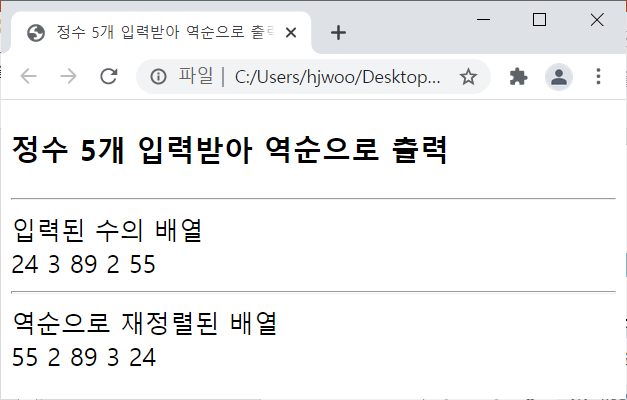 정수 5개 입력받아 역순으로 출력
파일 | C:/Users/hjwoo/Desktop...
정수 5개 입력받아 역순으로 출력
입력된 수의 배열
24 3 89 2 55
역순으로 재정렬된 배열
55 2 89 3 24